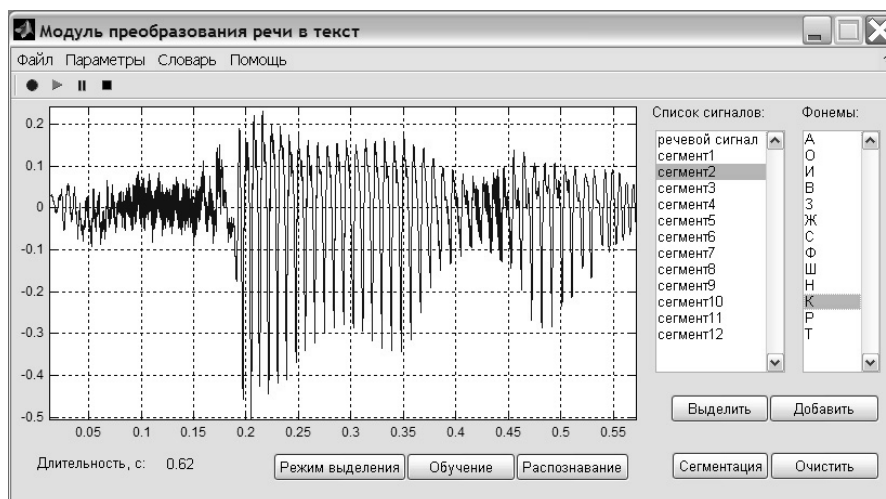 Модуль преобразования речи в текст
Файл Параметры Словарь Помощь
Список сигналов: Фонемы:
речевой сигнал
сегмент1
сегмент2
сегмент3
сегмент4
сегмент5
сегмент6
сегмент7
сегмент8
сегмент9
сегмент10
сегмент11
сегмент12
А
О
И
В
З
Ж
С
Ф
Ш
Н
К
Р
Т
0.2
0.1
0
-0.1
-0.2
-0.3
-0.4
-0.5
0.05 0.1 0.15 0.2 0.25 0.3 0.35 0.4 0.45 0.5 0.55
Выделить Добавить
Длительность, с: 0.62
Режим выделения Обучение Распознавание
Сегментация Очистить